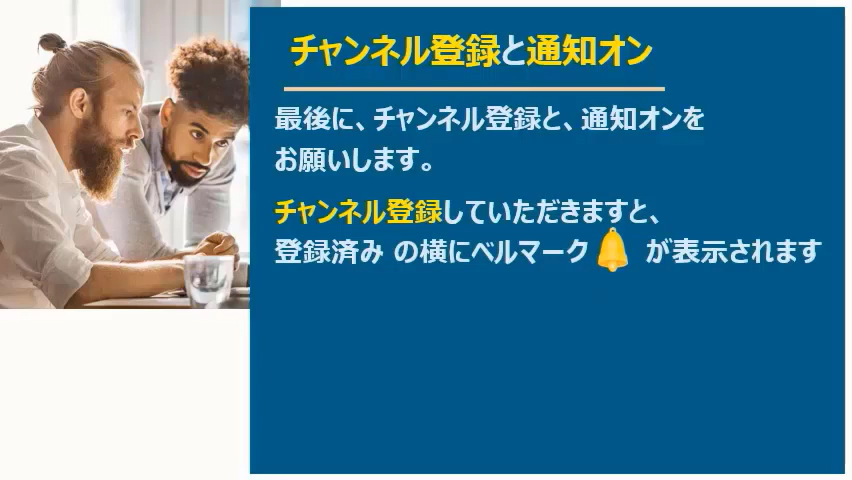 チャンネル登録と通知オン
最後に、チャンネル登録と、通知オンを
お願いします。
チャンネル登録していただきますと、
登録済み の横にベルマーク🔔 が表示されます